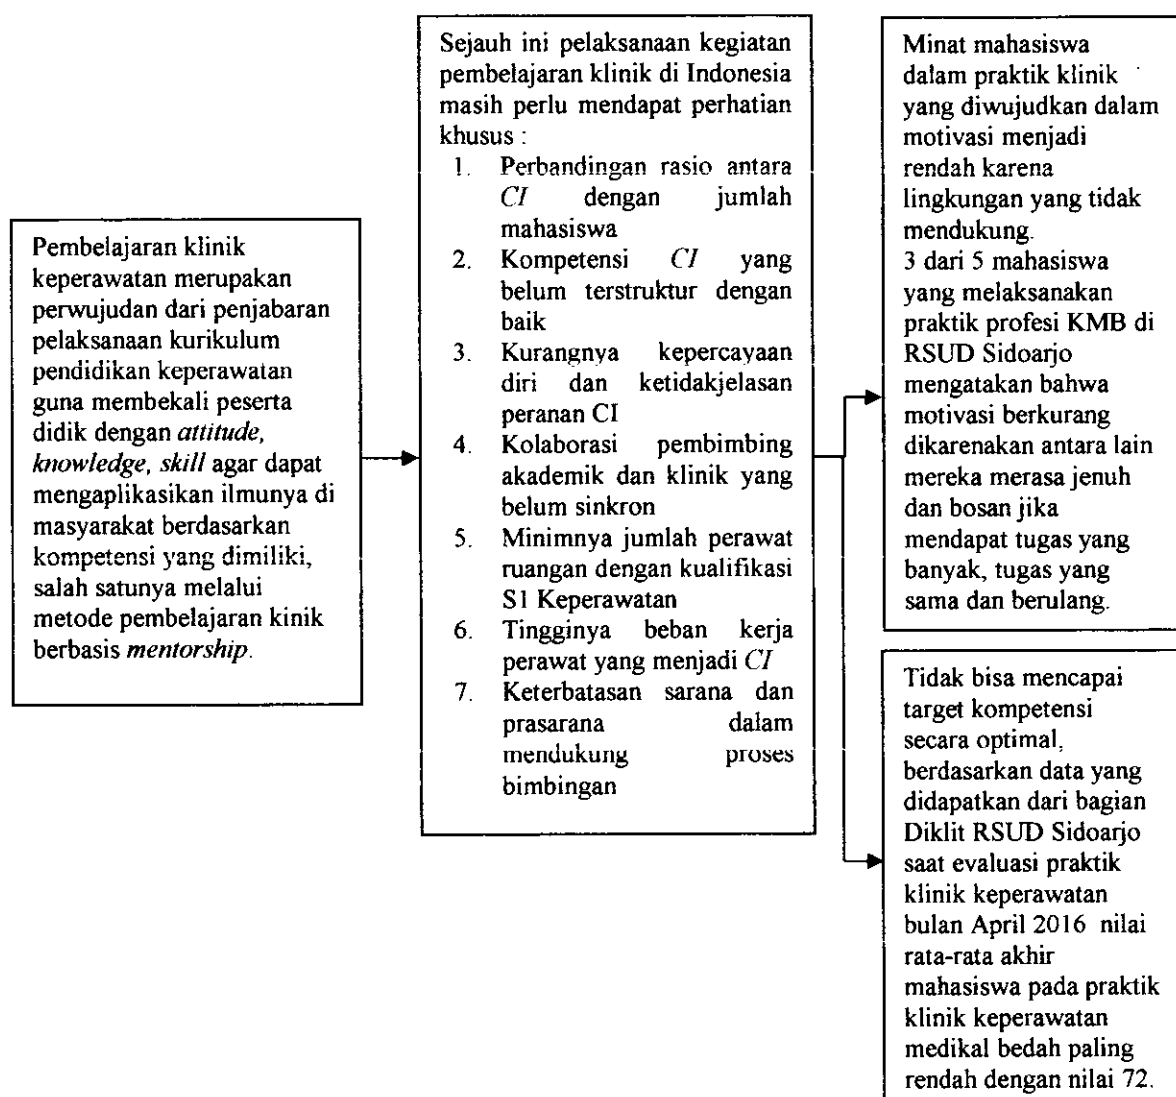 Pembelajaran klinik
keperawatan merupakan
perwujudan dari penjabaran
pelaksanaan kurikulum
pendidikan keperawatan
guna membekali peserta
didik dengan attitude,
knowledge, skill agar dapat
mengaplikasikan ilmunya di
masyarakat berdasarkan
kompetensi yang dimiliki,
salah satunya melalui
metode pembelajaran kinik
berbasis mentorship.
Sejauh ini pelaksanaan kegiatan
pembelajaran klinik di Indonesia
masih perlu mendapat perhatian
khusus :
1. Perbandingan rasio antara
CI dengan jumlah
mahasiswa
2. Kompetensi CI yang
belum terstruktur dengan
baik
3. Kurangnya kepercayaan
diri dan ketidakjelasan
peranan CI
4. Kolaborasi pembimbing
akademik dan klinik yang
belum sinkron
5. Minimnya jumlah perawat
ruangan dengan kualifikasi
S1 Keperawatan
6. Tingginya beban kerja
perawat yang menjadi CI
7. Keterbatasan sarana dan
prasarana dalam
mendukung proses
bimbingan
Minat mahasiswa
dalam praktik klinik
yang diwujudkan dalam
motivasi menjadi
rendah karena
lingkungan yang tidak
mendukung.
3 dari 5 mahasiswa
yang melaksanakan
praktik profesi KMB di
RSUD Sidoarjo
mengatakan bahwa
motivasi berkurang
dikarenakan antara lain
mereka merasa jenuh
dan bosan jika
mendapat tugas yang
banyak, tugas yang
sama dan berulang.
Tidak bisa mencapai
target kompetensi
secara optimal,
berdasarkan data yang
didapatkan dari bagian
Diklit RSUD Sidoarjo
saat evaluasi praktik
klinik keperawatan
bulan April 2016 nilai
rata-rata akhir
mahasiswa pada praktik
klinik keperawatan
medikal bedah paling
rendah dengan nilai 72.